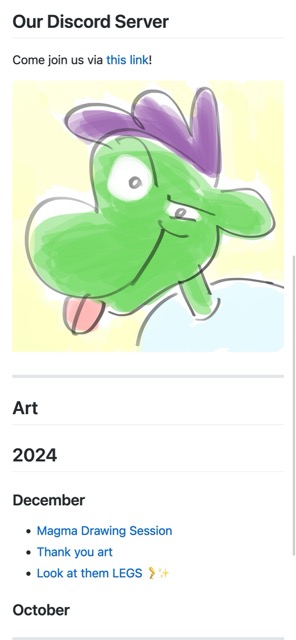 Our Discord Server
Come join us via this link!
Art
2024
December
Magma Drawing Session
Thank you art
Look at them LEGS 🦵✨
October